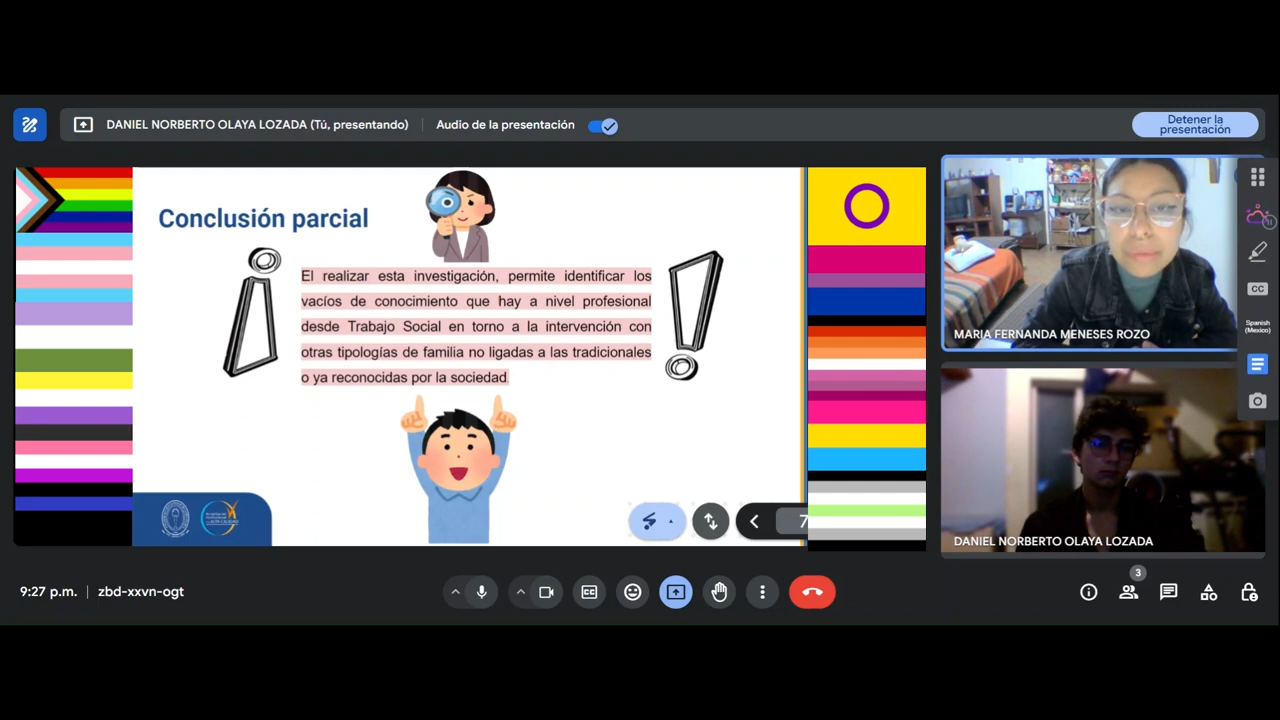 DANIEL NORBERTO OLAYA LOZADA (Tú, presentando)
Audio de la presentación
Detener la
presentación
Conclusión parcial
El realizar esta investigación, permite identificar los
vacíos de conocimiento que hay a nivel profesional
desde Trabajo Social en torno a la intervención con
otras tipologías de familia no ligadas a las tradicionales
o ya reconocidas por la sociedad
7
MARIA FERNANDA MENESES ROZO
CC
Spanish
(Mexico)
DANIEL NORBERTO OLAYA LOZADA
9:27 p.m.
zbd-xxvn-ogt
3